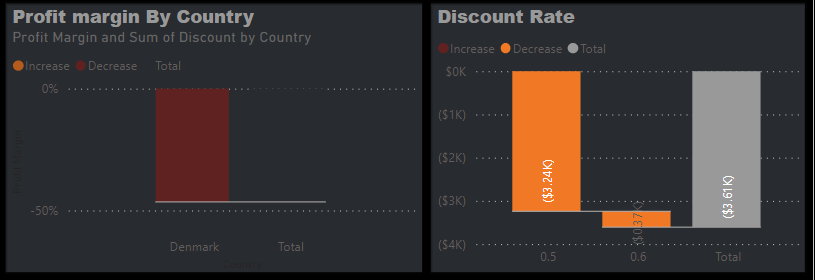 Profit margin By Country
Profit Margin and Sum of Discount by Country
Increase Decrease Total
0%
-50%
Denmark Total
Country
Discount Rate
Increase Decrease Total
$0K
($1K)
($2K)
($3K)
($4K)
($3.24K)
($0.37K)
($3.61K)
0.5 0.6 Total